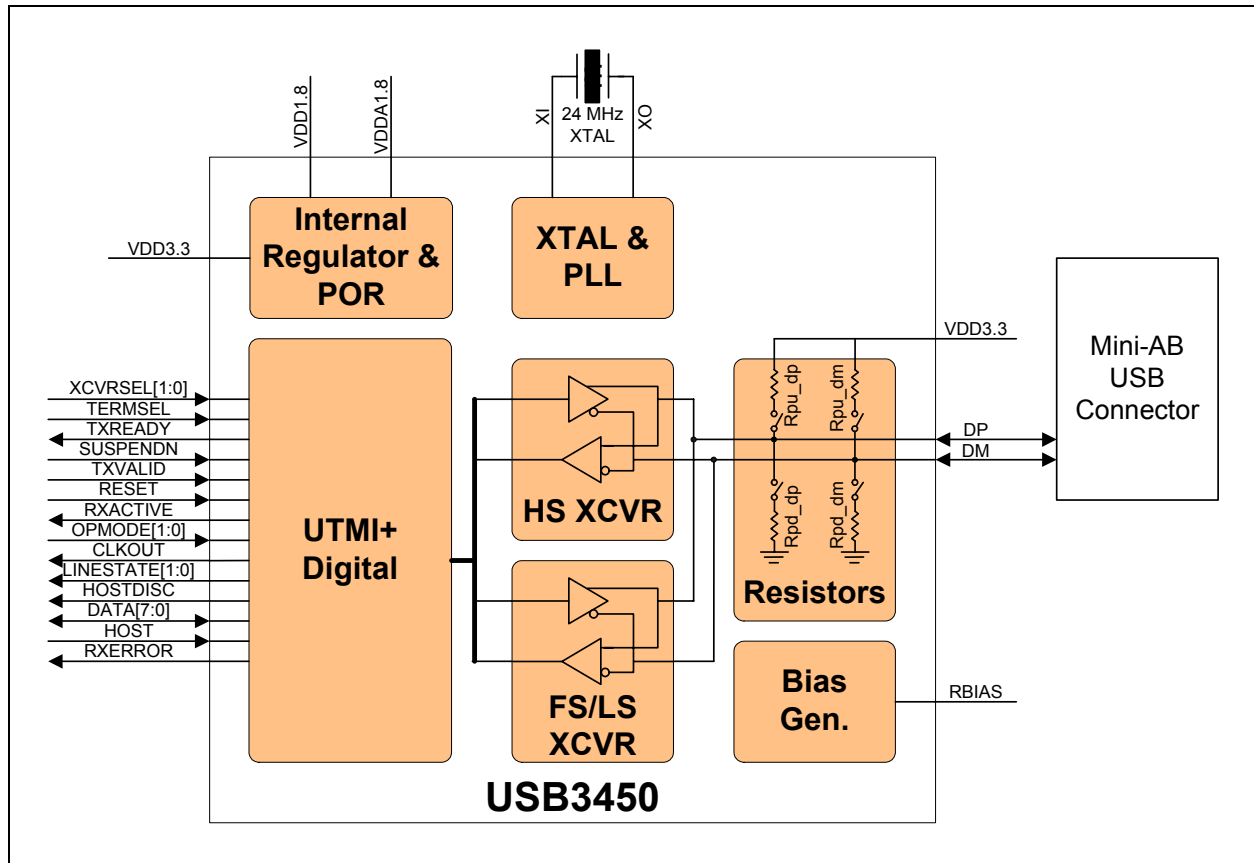 VDD1.8
VDDA1.8
XI
24 MHz
XTAL
XO
Internal
Regulator &
POR
XTAL &
PLL
VDD3.3
VDD3.3
Mini-AB
USB
Connector
XCVRSEL[1:0]
TERMSEL
TXREADY
SUSPENDN
TXVALID
RESET
RXACTIVE
OPMODE[1:0]
CLKOUT
LINESTATE[1:0]
HOSTDISC
DATA[7:0]
HOST
RXERROR
UTMI+
Digital
HS XCVR
FS/LS
XCVR
Rpu_dp
Rpu_dm
Rpd_dp
Rpd_dm
Resistors
DP
DM
Bias
Gen.
RBIAS
USB3450